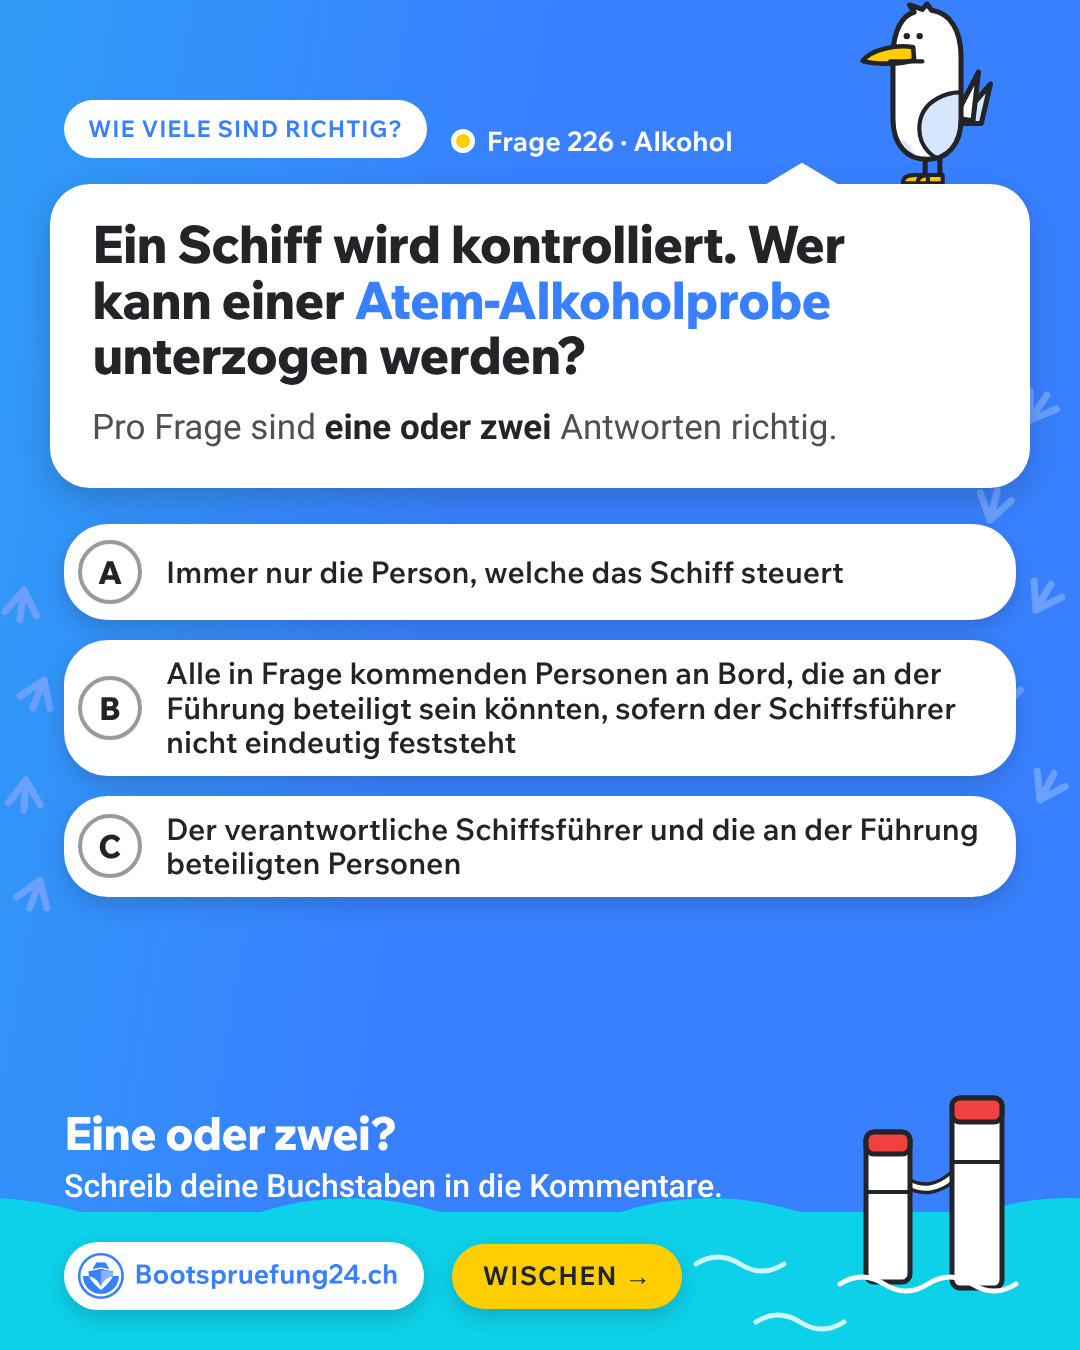 WIE VIELE SIND RICHTIG?
Frage 226 · Alkohol
Ein Schiff wird kontrolliert. Wer
kann einer Atem-Alkoholprobe
unterzogen werden?
Pro Frage sind eine oder zwei Antworten richtig.
A Immer nur die Person, welche das Schiff steuert
Alle in Frage kommenden Personen an Bord, die an der
B Führung beteiligt sein könnten, sofern der Schiffsführer
nicht eindeutig feststeht
C Der verantwortliche Schiffsführer und die an der Führung
beteiligten Personen
Eine oder zwei?
Schreib deine Buchstaben in die Kommentare.
Bootspruefung24.ch
WISCHEN →